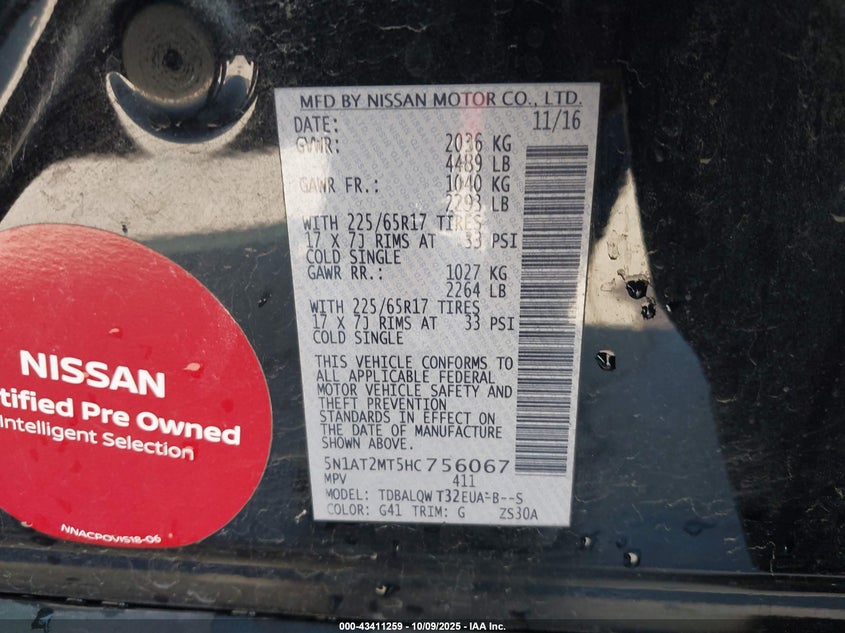 MFD BY NISSAN MOTOR CO., LTD.
DATE: 11/16
GVWR: 2036 KG
4489 LB
GAWR FR.: 1040 KG
2293 LB
WITH 225/65R17 TIRES
17 X 7J RIMS AT 33 PSI
COLD SINGLE
GAWR RR.: 1027 KG
2264 LB
WITH 225/65R17 TIRES
17 X 7J RIMS AT 33 PSI
COLD SINGLE
THIS VEHICLE CONFORMS TO
ALL APPLICABLE FEDERAL
MOTOR VEHICLE SAFETY AND
THEFT PREVENTION
STANDARDS IN EFFECT ON
THE DATE OF MANUFACTURE
SHOWN ABOVE.
5N1AT2MT5HC756067
MPV 411
MODEL: TDBALQW T32EUA-B--S
COLOR: G41 TRIM: G ZS30A
NISSAN
rtified Pre Owned
Intelligent Selection
NNACPOVIS18-06
000-43411259 - 10/09/2025 - IAA Inc.